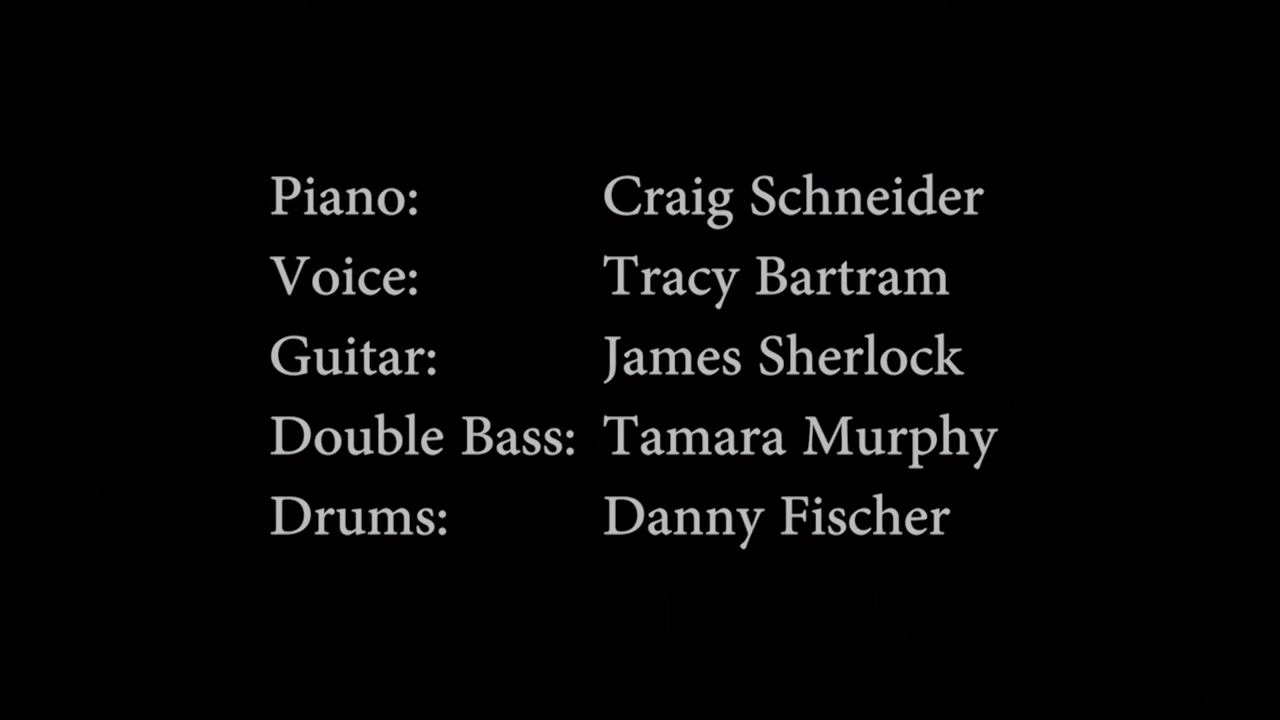 Piano: Craig Schneider
Voice: Tracy Bartram
Guitar: James Sherlock
Double Bass: Tamara Murphy
Drums: Danny Fischer